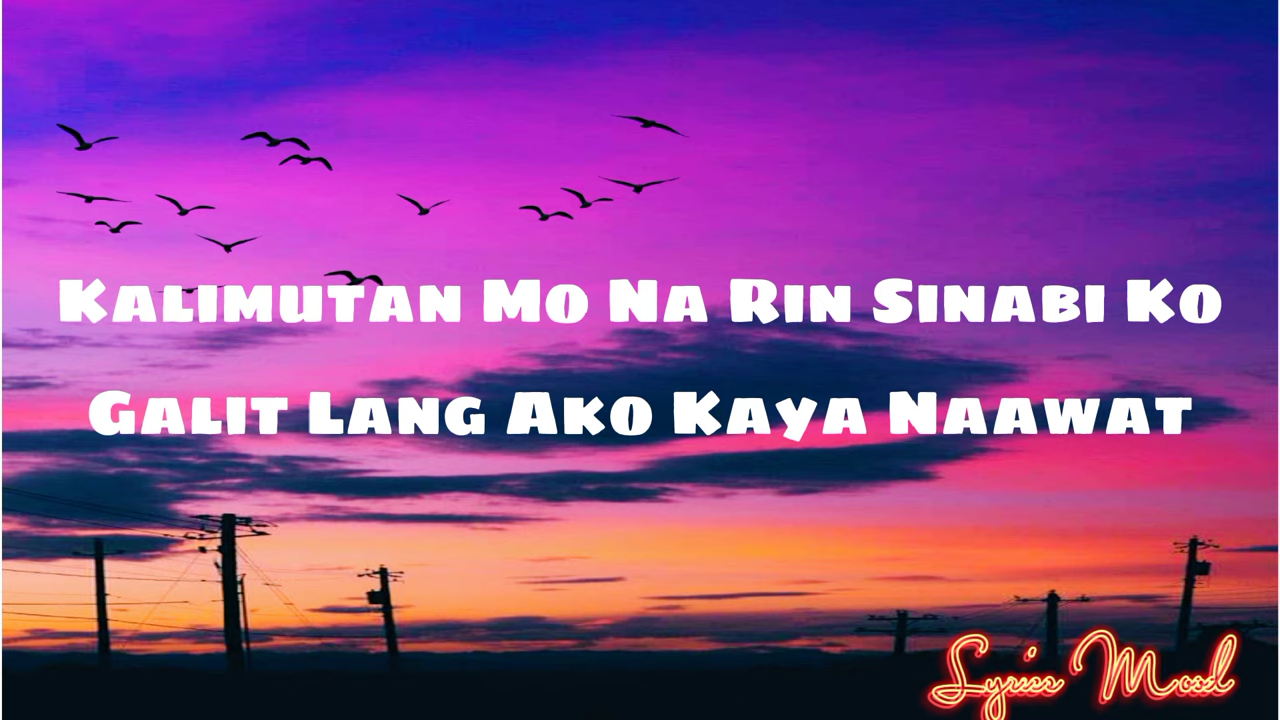 Kalimutan Mo Na Rin Sinabi Ko
Galit Lang Ako Kaya Naawat
Lyrics Mood